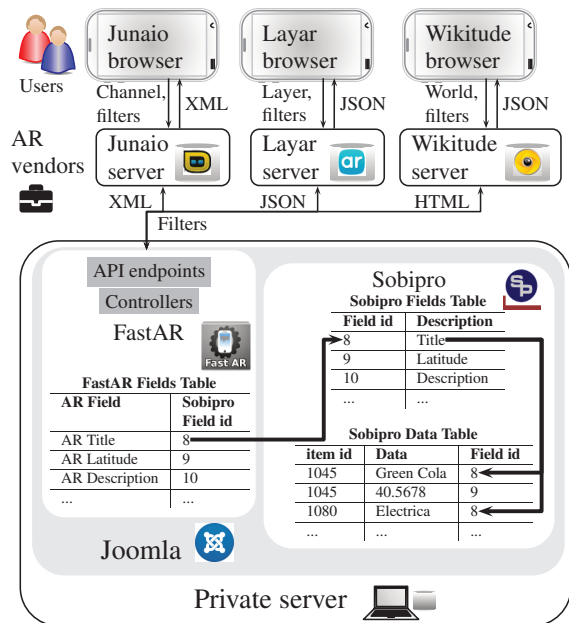 Users
Junaio
browser
Layar
browser
Wikitude
browser
Channel,
filters
XML
Layer,
filters
JSON
World,
filters
JSON
AR
vendors
Junaio
server
Layar
server
ar
Wikitude
server
XML
JSON
HTML
Filters
API endpoints
Controllers
FastAR
Fast AR
FastAR Fields Table
AR Field Sobipro
Field id
AR Title 8
AR Latitude 9
AR Description 10
... ...
Sobipro
SP
Sobipro Fields Table
Field id Description
8 Title
9 Latitude
10 Description
... ...
Sobipro Data Table
item id Data Field id
1045 Green Cola 8
1045 40.5678 9
1080 Electrica 8
... ... ...
Joomla
Private server